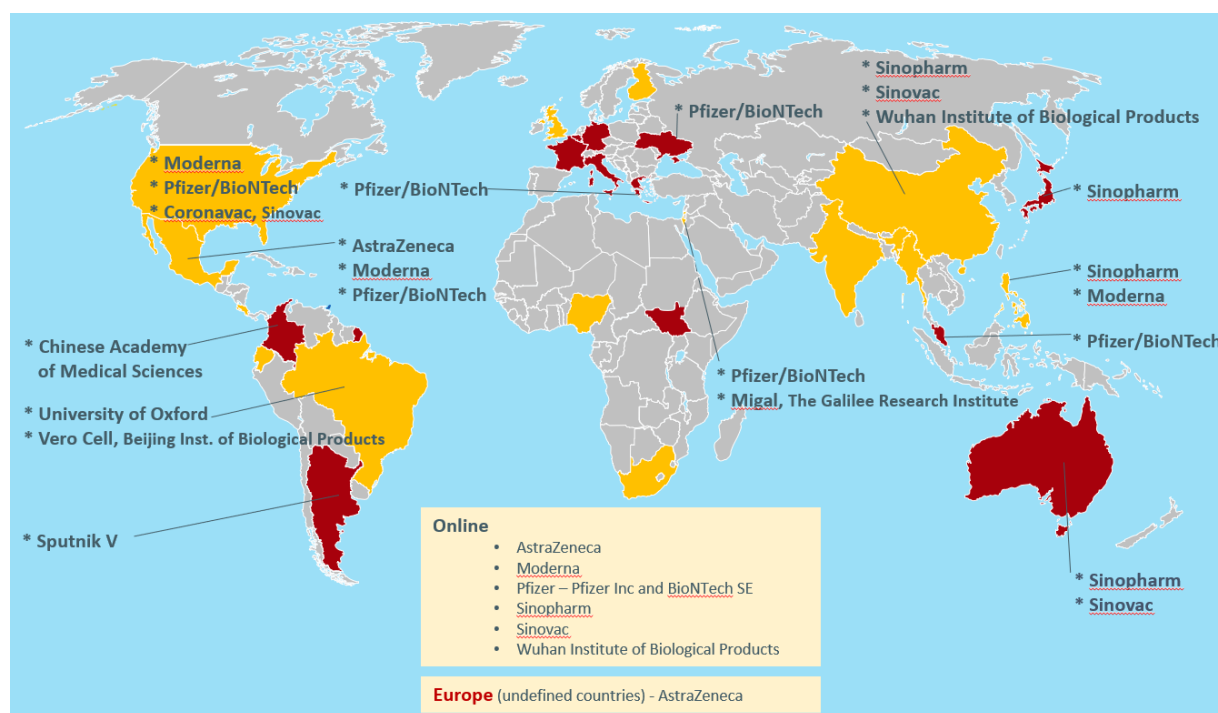 * Sinopharm
* Sinovac
* Wuhan Institute of Biological Products
* Pfizer/BioNTech
* Moderna
* Pfizer/BioNTech
* Coronavac, Sinovac
* Pfizer/BioNTech
* Sinopharm
* AstraZeneca
* Moderna
* Pfizer/BioNTech
* Sinopharm
* Moderna
* Chinese Academy
of Medical Sciences
* Pfizer/BioNTech
* Pfizer/BioNTech
* Migal, The Galilee Research Institute
* University of Oxford
* Vero Cell, Beijing Inst. of Biological Products
* Sputnik V
Online
• AstraZeneca
• Moderna
• Pfizer – Pfizer Inc and BioNTech SE
• Sinopharm
• Sinovac
• Wuhan Institute of Biological Products
* Sinopharm
* Sinovac
Europe (undefined countries) - AstraZeneca